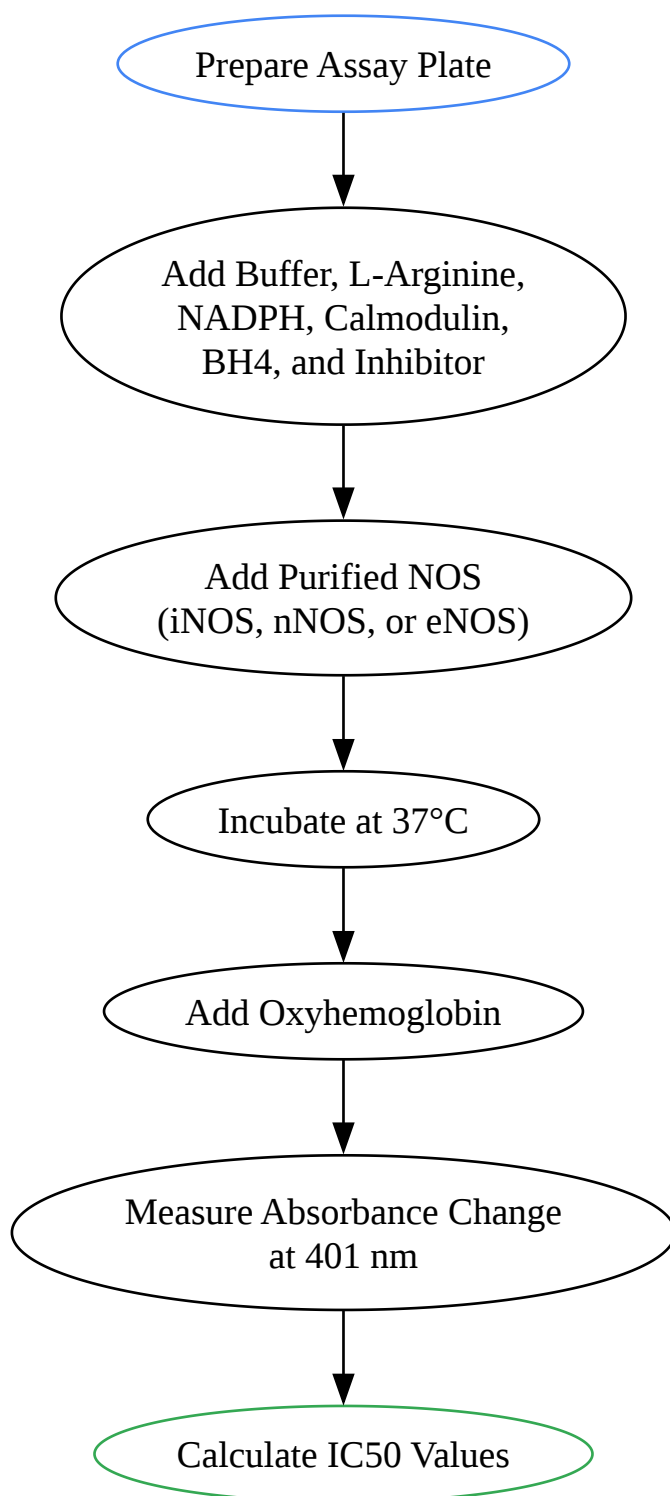 Prepare Assay Plate
Add Buffer, L-Arginine,
NADPH, Calmodulin,
BH4, and Inhibitor
Add Purified NOS
(iNOS, nNOS, or eNOS)
Incubate at 37°C
Add Oxyhemoglobin
Measure Absorbance Change
at 401 nm
Calculate IC50 Values